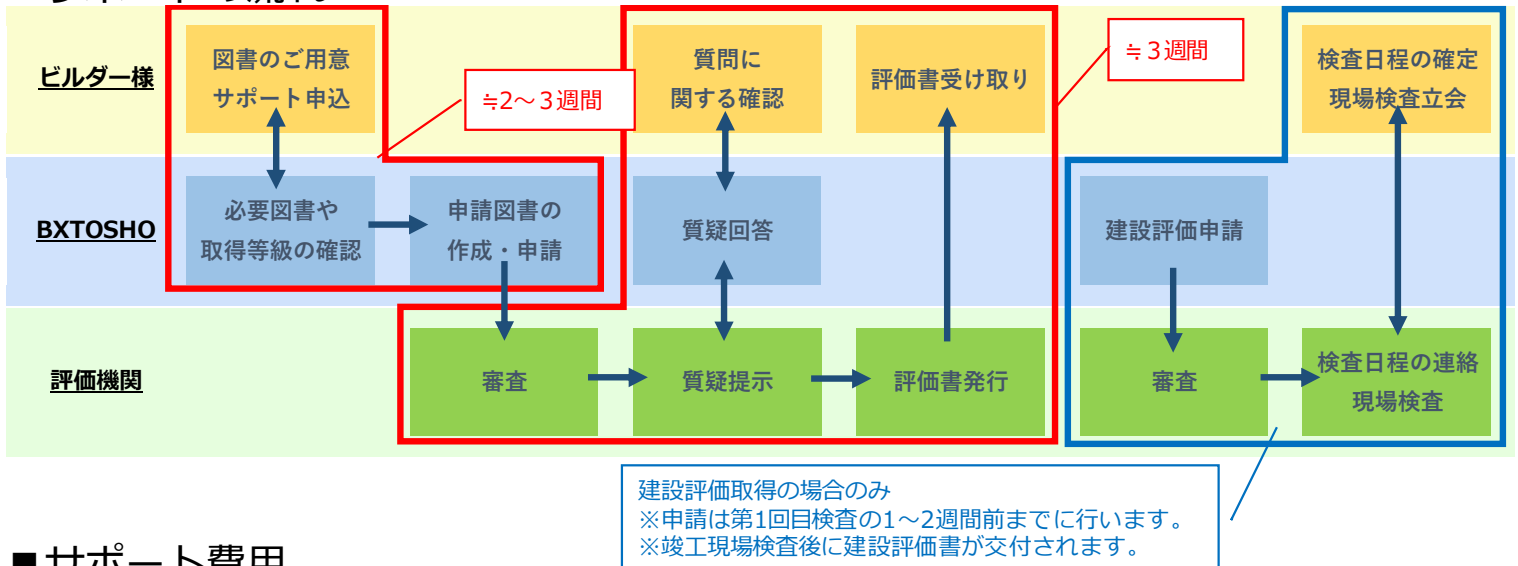 ビルダー様
図書のご用意
サポート申込
≒2～３週間
質問に
関する確認
評価書受け取り
≒３週間
検査日程の確定
現場検査立会
BXTOSHO
必要図書や
取得等級の確認
申請図書の
作成・申請
質疑回答
建設評価申請
評価機関
審査
質疑提示
評価書発行
審査
検査日程の連絡
現場検査
建設評価取得の場合のみ
※申請は第1回目検査の1～2週間前までに行います。
※竣工現場検査後に建設評価書が交付されます。
■サポート費用